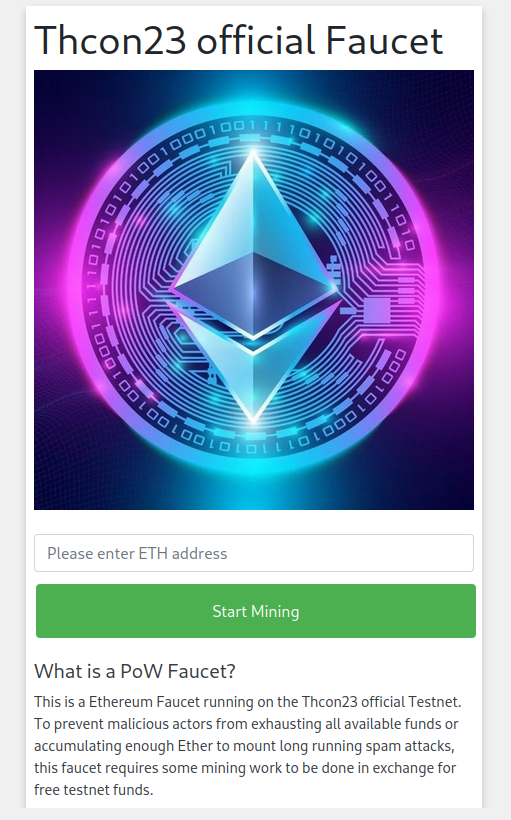 Thcon23 official Faucet
Please enter ETH address
Start Mining
What is a PoW Faucet?
This is a Ethereum Faucet running on the Thcon23 official Testnet.
To prevent malicious actors from exhausting all available funds or
accumulating enough Ether to mount long running spam attacks,
this faucet requires some mining work to be done in exchange for
free testnet funds.